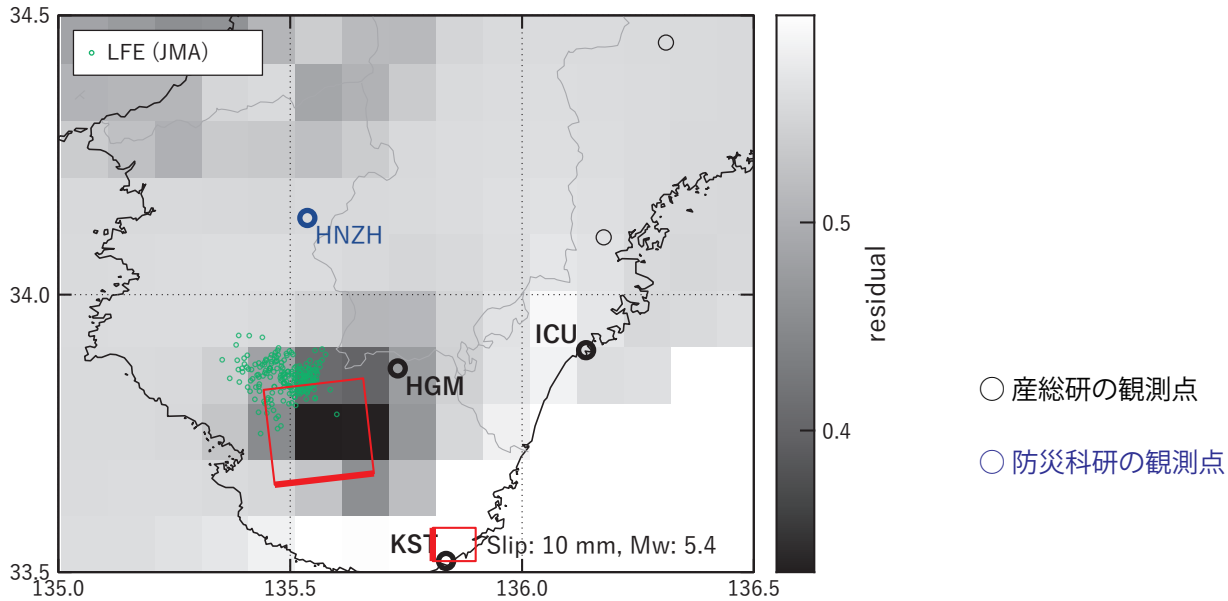 34.5
LFE (JMA)
HNZH
0.5
34.0
residual
ICU
HGM
産総研の観測点
0.4
防災科研の観測点
KST
Slip: 10 mm, Mw: 5.4
33.5
135.0
135.5
136.0
136.5